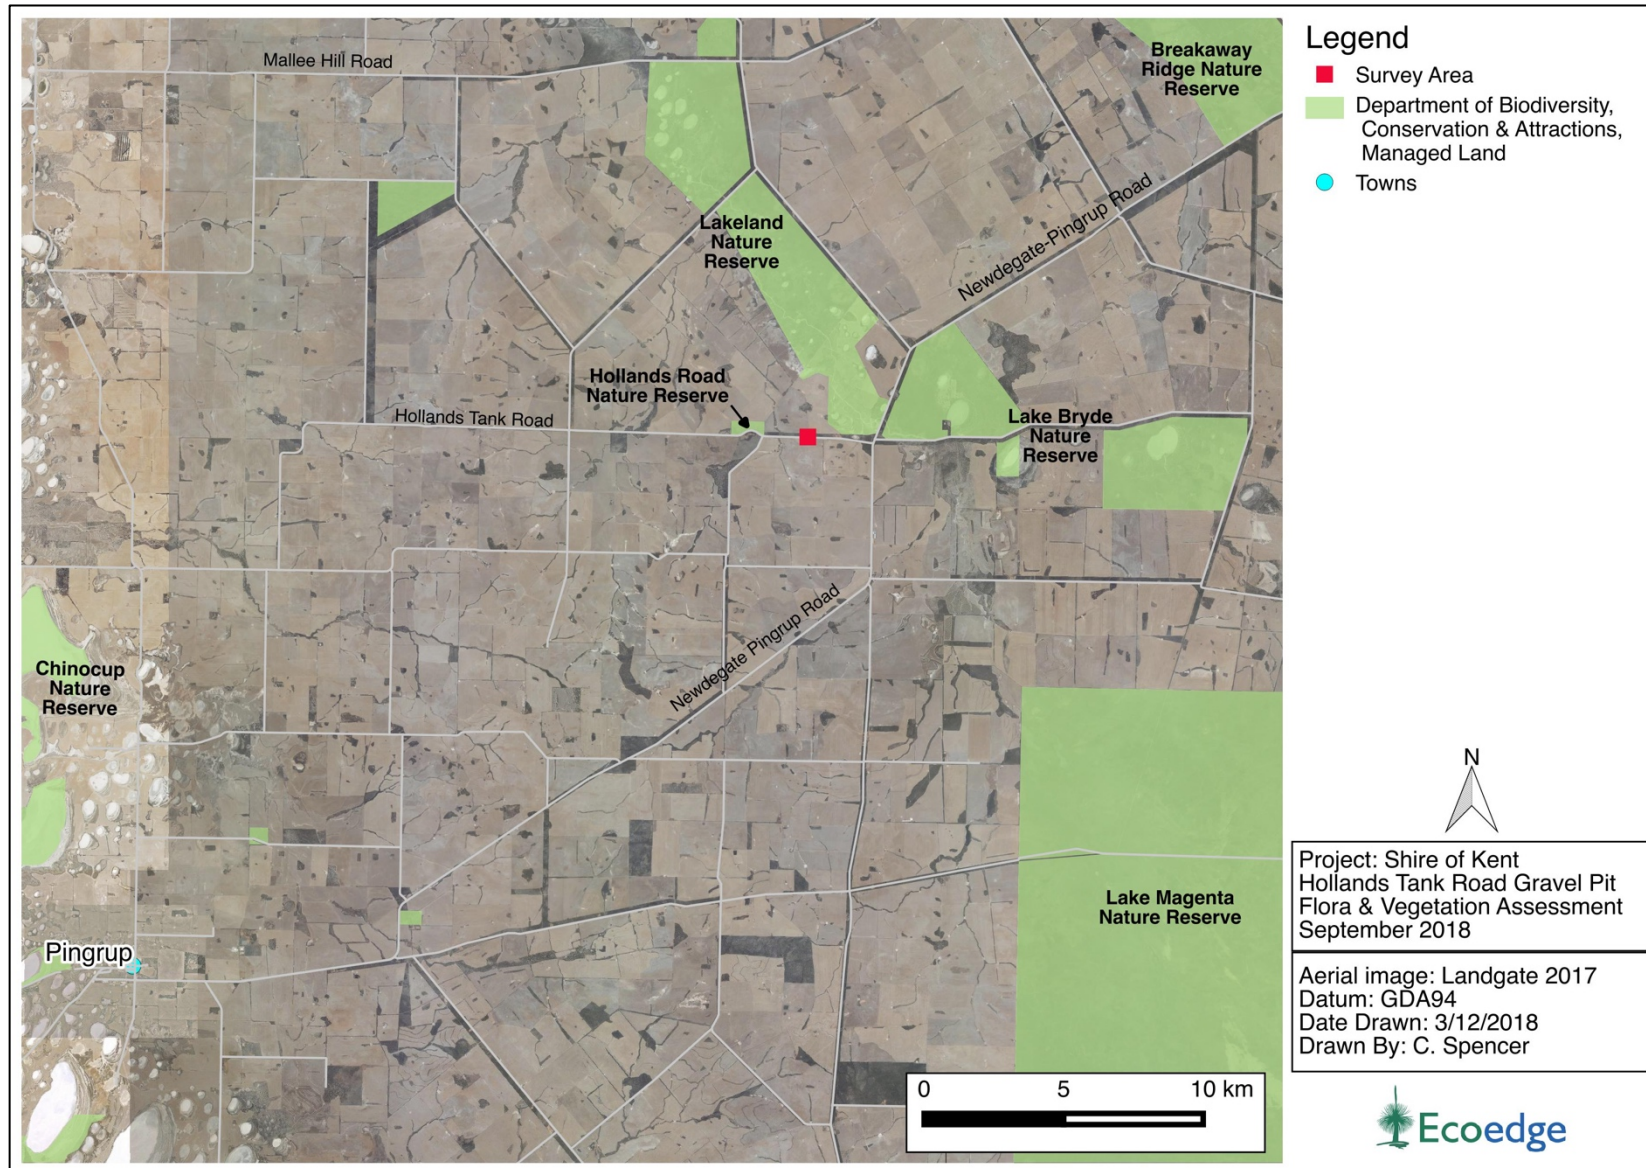 Mallee Hill Road
Breakaway
Ridge Nature
Reserve
Lakeland
Nature
Reserve
Newdegate-Pingrup Road
Hollands Road
Nature Reserve
Hollands Tank Road
Lake Bryde
Nature
Reserve
Newdegate Pingrup Road
Chinocup
Nature
Reserve
Lake Magenta
Nature Reserve
Pingrup
0 5 10 km
Legend
Survey Area
Department of Biodiversity,
Conservation & Attractions,
Managed Land
Towns
N
Project: Shire of Kent
Hollands Tank Road Gravel Pit
Flora & Vegetation Assessment
September 2018
Aerial image: Landgate 2017
Datum: GDA94
Date Drawn: 3/12/2018
Drawn By: C. Spencer
Ecoedge